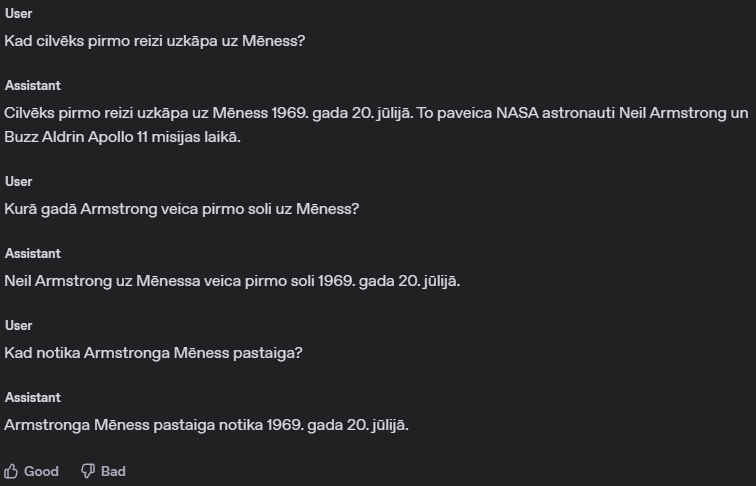 User
Kad cilvēks pirmo reizi uzkāpa uz Mēness?
Assistant
Cilvēks pirmo reizi uzkāpa uz Mēness 1969. gada 20. jūlijā. To paveica NASA astronauti Neil Armstrong un
Buzz Aldrin Apollo 11 misijas laikā.
User
Kurā gadā Armstrong veica pirmo soli uz Mēness?
Assistant
Neil Armstrong uz Mēnessa veica pirmo soli 1969. gada 20. jūlijā.
User
Kad notika Armstronga Mēness pastaiga?
Assistant
Armstronga Mēness pastaiga notika 1969. gada 20. jūlijā.
Good Bad